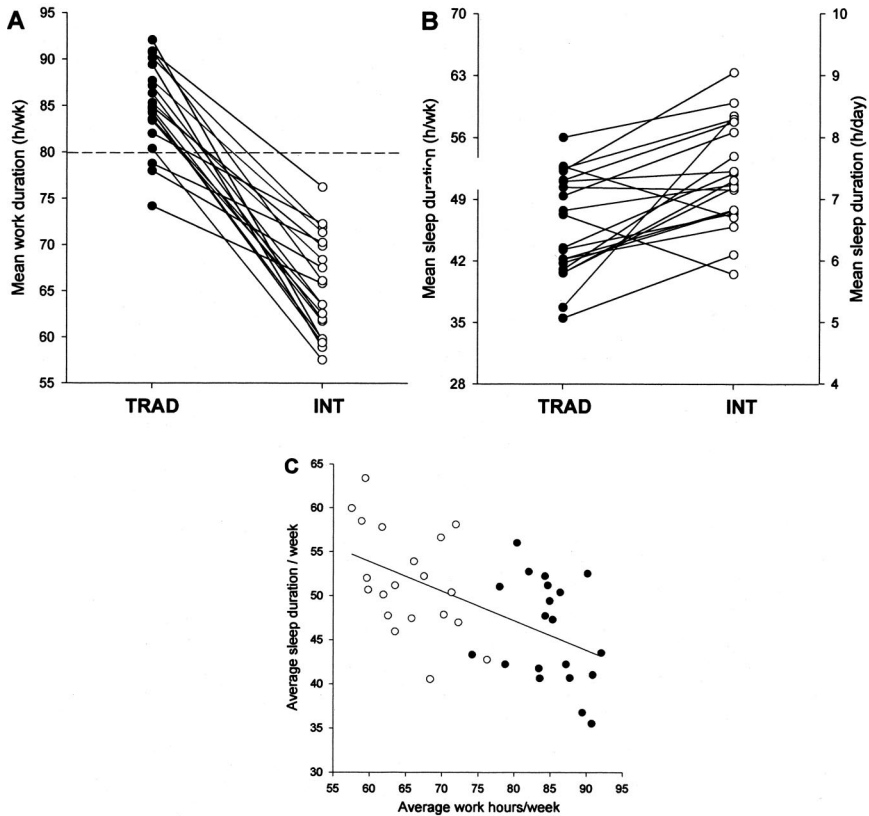 A
Mean work duration (h/wk)
95
90
85
80
75
70
65
60
55
TRAD
INT
B
Mean sleep duration (h/wk)
70
63
56
49
42
35
28
TRAD
INT
10
9
8
7
6
5
4
Mean sleep duration (h/day)
C
Average sleep duration / week
65
60
55
50
45
40
35
30
55 60 65 70 75 80 85 90 95
Average work hours/week